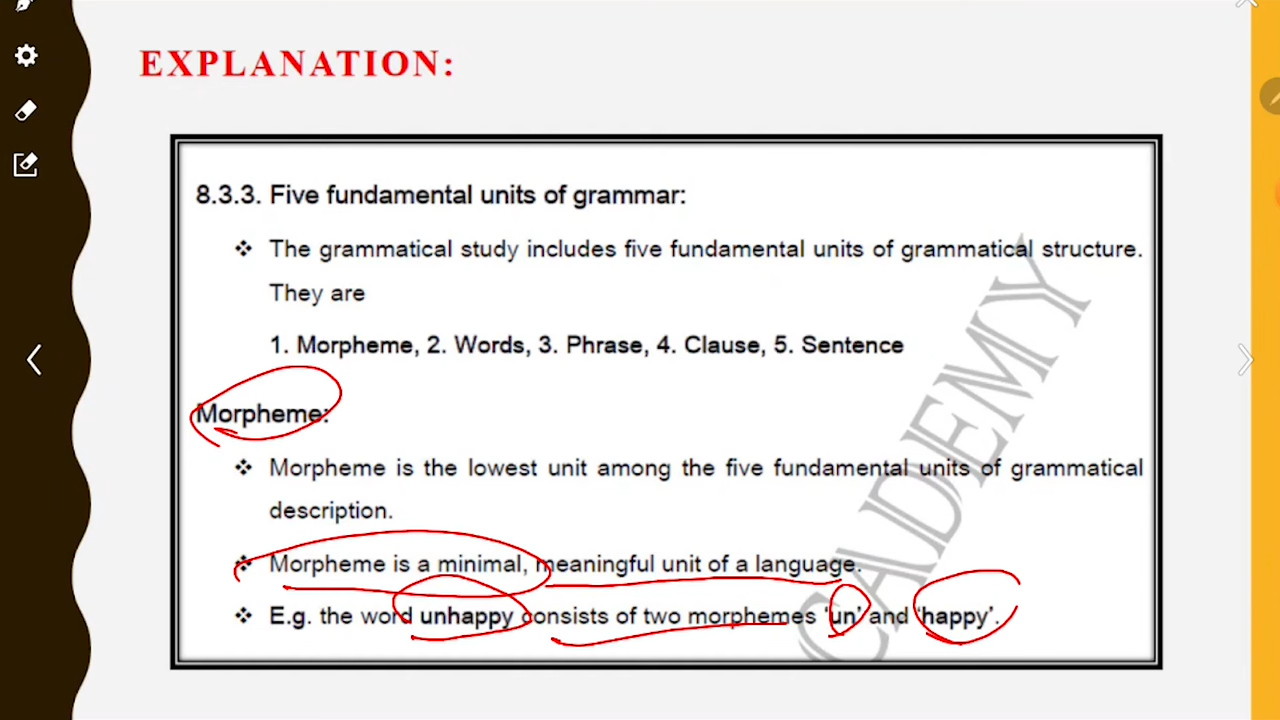 EXPLANATION:
8.3.3. Five fundamental units of grammar:
❖ The grammatical study includes five fundamental units of grammatical structure.
They are
1. Morpheme, 2. Words, 3. Phrase, 4. Clause, 5. Sentence
Morpheme:
❖ Morpheme is the lowest unit among the five fundamental units of grammatical
description.
❖ Morpheme is a minimal, meaningful unit of a language.
❖ E.g. the word unhappy consists of two morphemes 'un' and 'happy'.
CADEMY